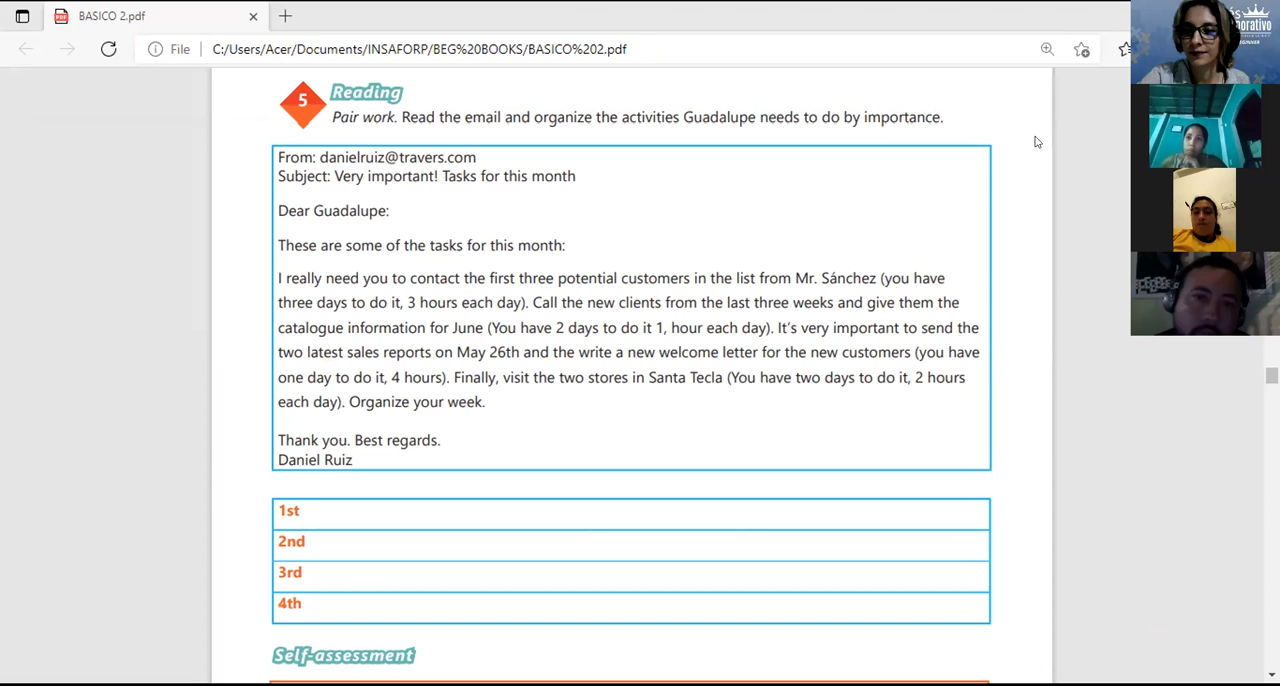 BASICO 2.pdf
File C:/Users/Acer/Documents/INSAFORP/BEG%20BOOKS/BASICO%202.pdf
5 Reading
Pair work. Read the email and organize the activities Guadalupe needs to do by importance.
From: danielruiz@travers.com
Subject: Very important! Tasks for this month
Dear Guadalupe:
These are some of the tasks for this month:
I really need you to contact the first three potential customers in the list from Mr. Sánchez (you have
three days to do it, 3 hours each day). Call the new clients from the last three weeks and give them the
catalogue information for June (You have 2 days to do it 1, hour each day). It's very important to send the
two latest sales reports on May 26th and the write a new welcome letter for the new customers (you have
one day to do it, 4 hours). Finally, visit the two stores in Santa Tecla (You have two days to do it, 2 hours
each day). Organize your week.
Thank you. Best regards.
Daniel Ruiz
1st
2nd
3rd
4th
Self-assessment